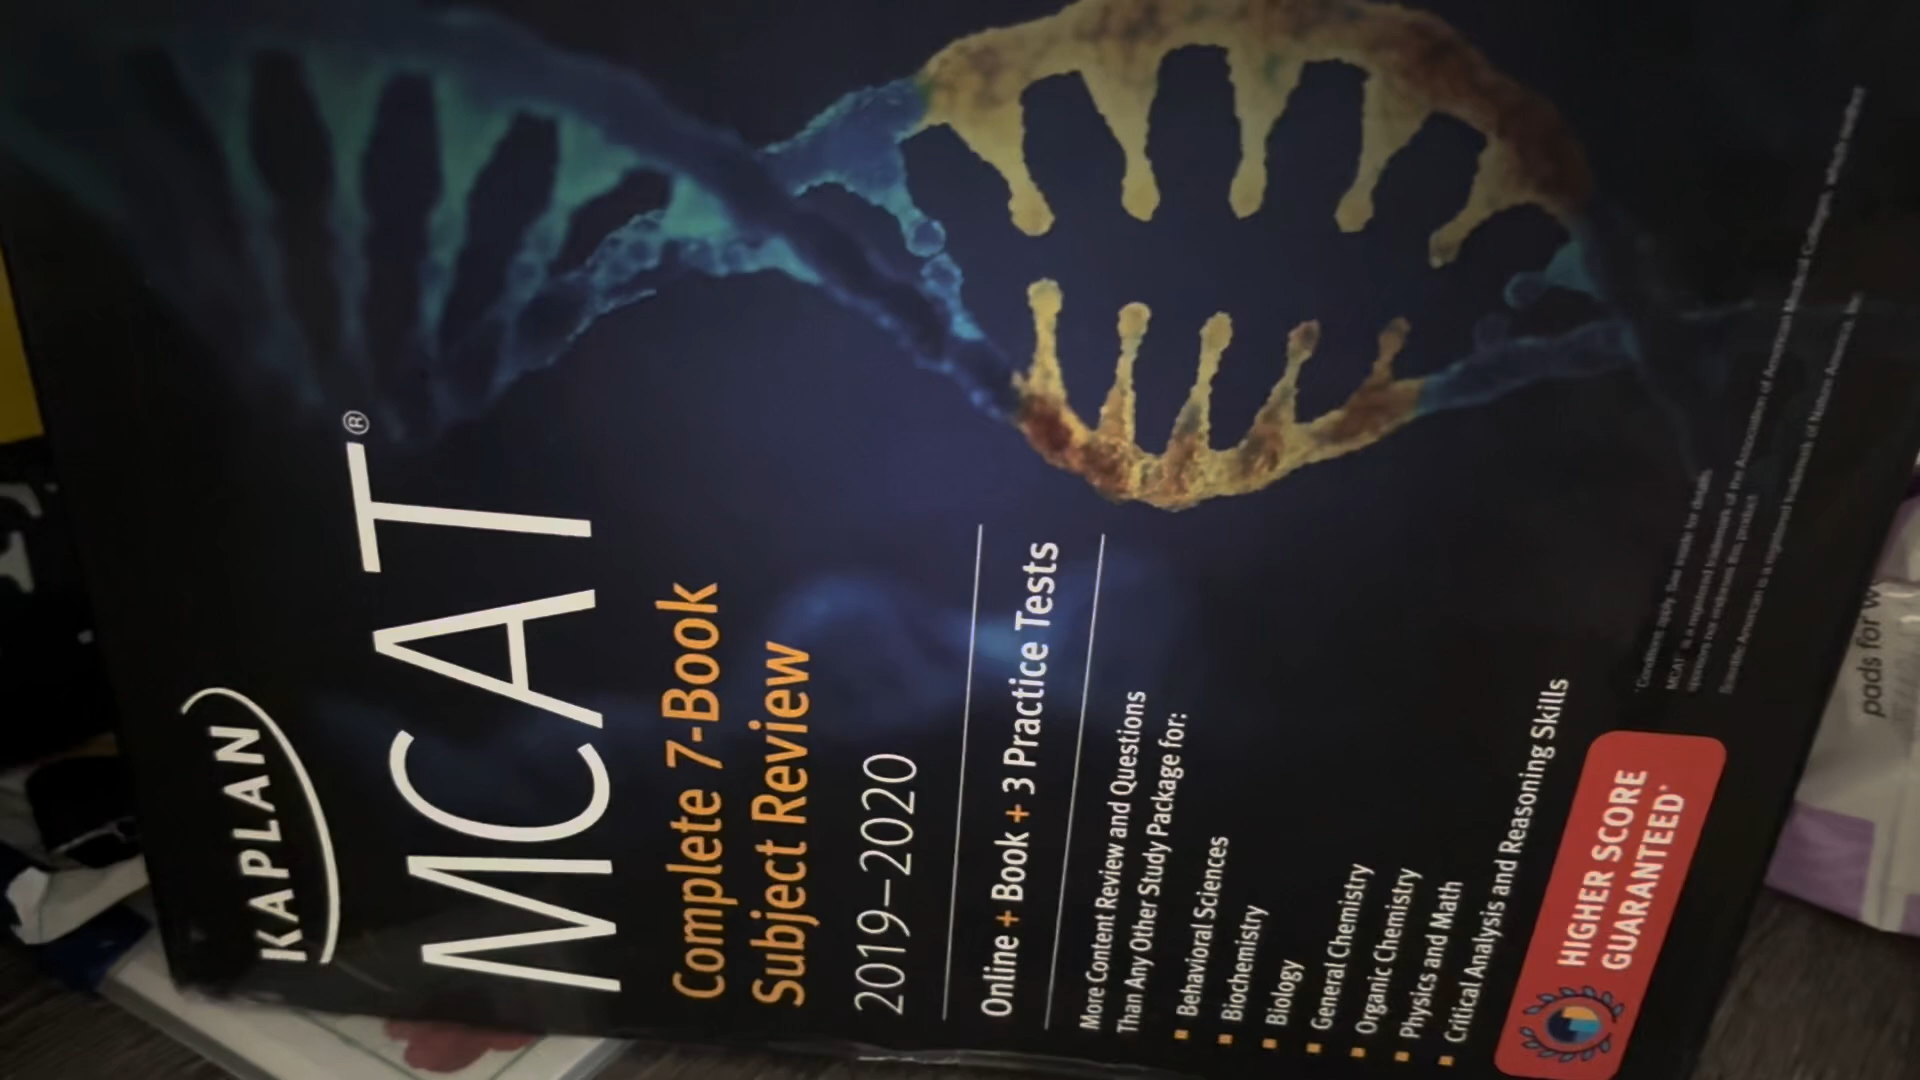 KAPLAN
MCAT®
Complete 7-Book
Subject Review
2019–2020
Online + Book + 3 Practice Tests
More Content Review and Questions
Than Any Other Study Package for:
▪ Behavioral Sciences
▪ Biochemistry
▪ Biology
▪ General Chemistry
▪ Organic Chemistry
▪ Physics and Math
▪ Critical Analysis and Reasoning Skills
HIGHER SCORE
GUARANTEED*
pads for